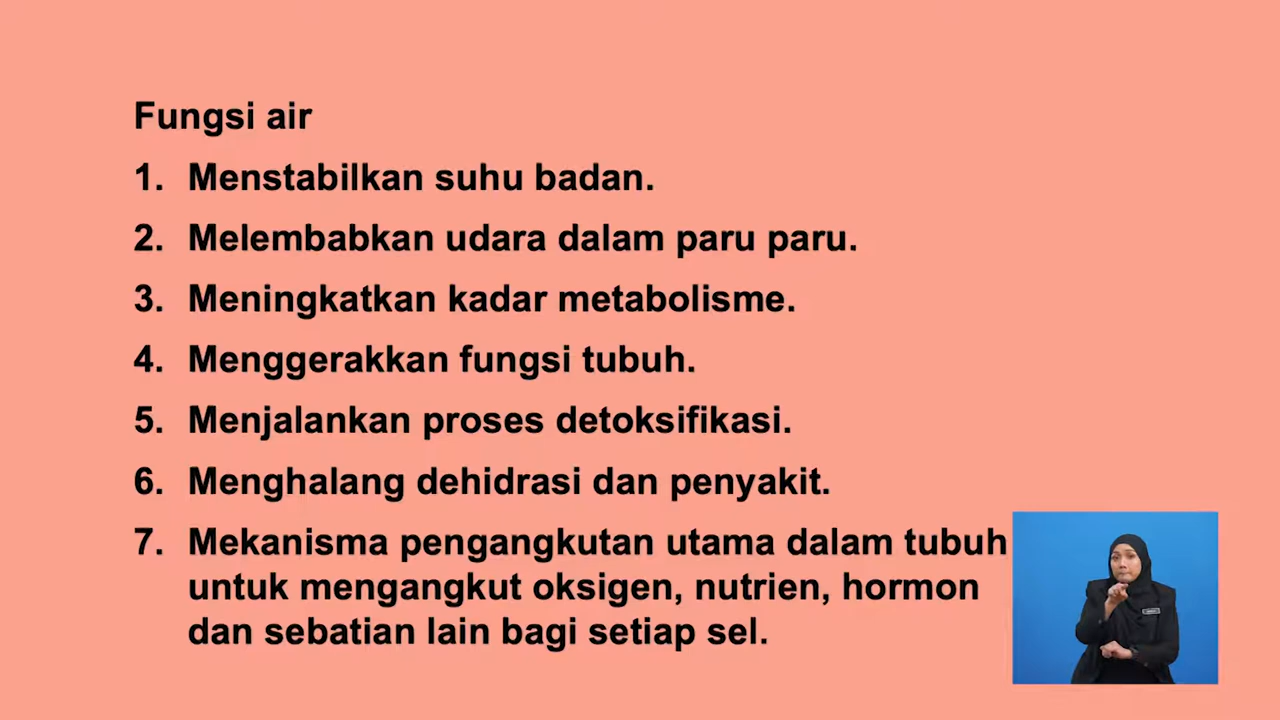 Fungsi air
1. Menstabilkan suhu badan.
2. Melembabkan udara dalam paru paru.
3. Meningkatkan kadar metabolisme.
4. Menggerakkan fungsi tubuh.
5. Menjalankan proses detoksifikasi.
6. Menghalang dehidrasi dan penyakit.
7. Mekanisma pengangkutan utama dalam tubuh
untuk mengangkut oksigen, nutrien, hormon
dan sebatian lain bagi setiap sel.